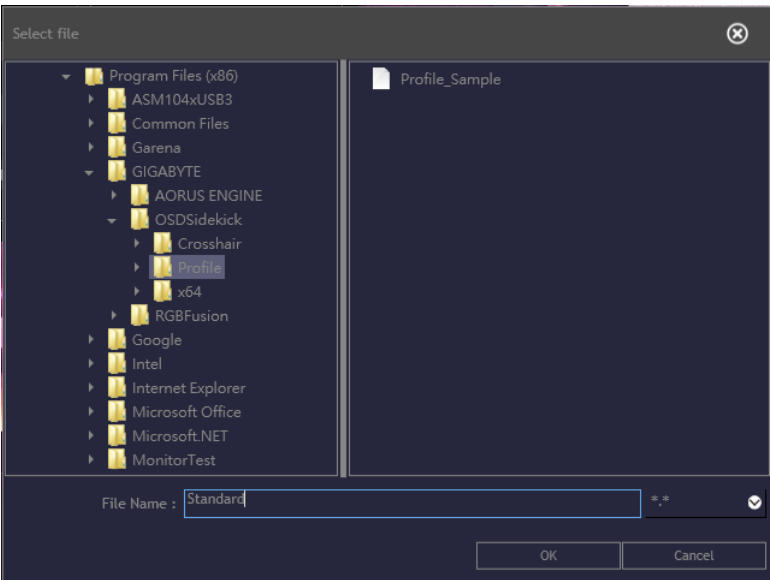 Select file
Program Files (x86)
ASM104xUSB3
Common Files
Garena
GIGABYTE
AORUS ENGINE
OSDSidekick
Crosshair
Profile
x64
RGBFusion
Google
Intel
Internet Explorer
Microsoft Office
Microsoft.NET
MonitorTest
Profile_Sample
File Name : Standard *.*
OK Cancel